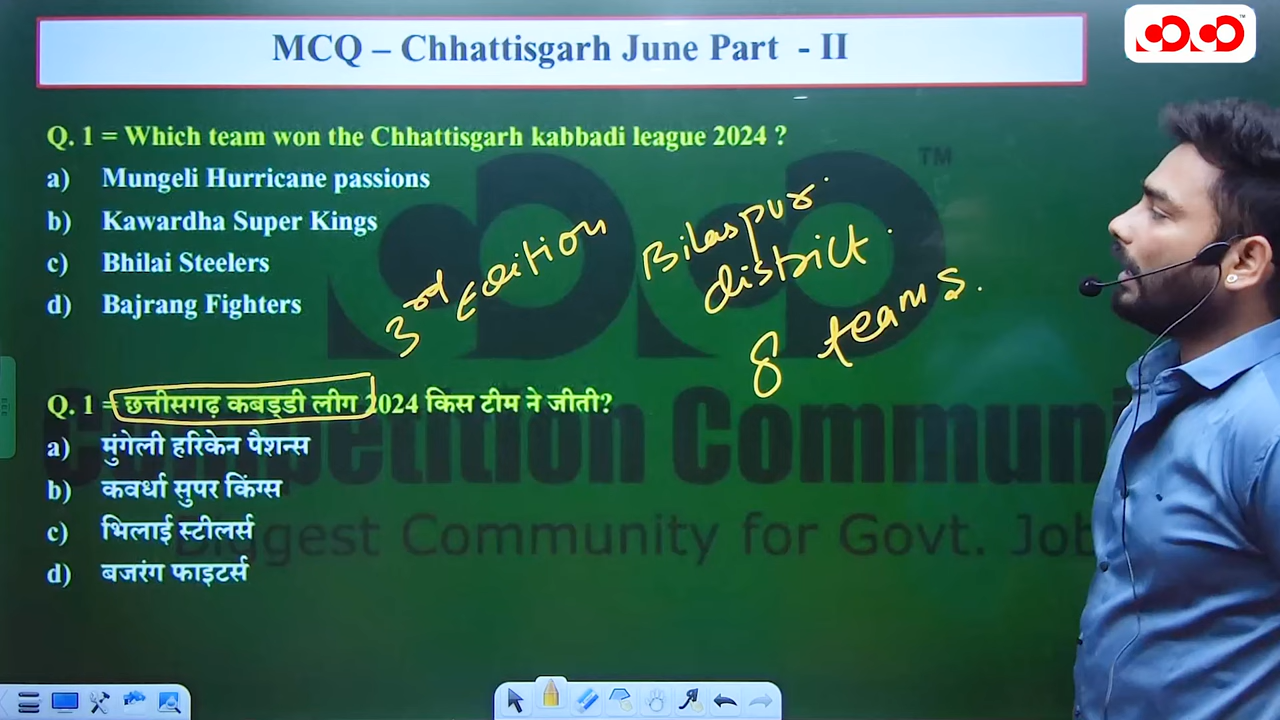 MCQ – Chhattisgarh June Part - II
Q. 1 = Which team won the Chhattisgarh kabbadi league 2024 ?
a) Mungeli Hurricane passions
b) Kawardha Super Kings
c) Bhilai Steelers
d) Bajrang Fighters
3rd Edition
Bilaspur
district.
8 teams.
Q. 1 = छत्तीसगढ़ कबड्डी लीग 2024 किस टीम ने जीती?
a) मुंगेली हरिकेन पैशन्स
b) कवर्धा सुपर किंग्स
c) भिलाई स्टीलर्स
d) बजरंग फाइटर्स
Competition Communi
Biggest Community for Govt. Job
TM